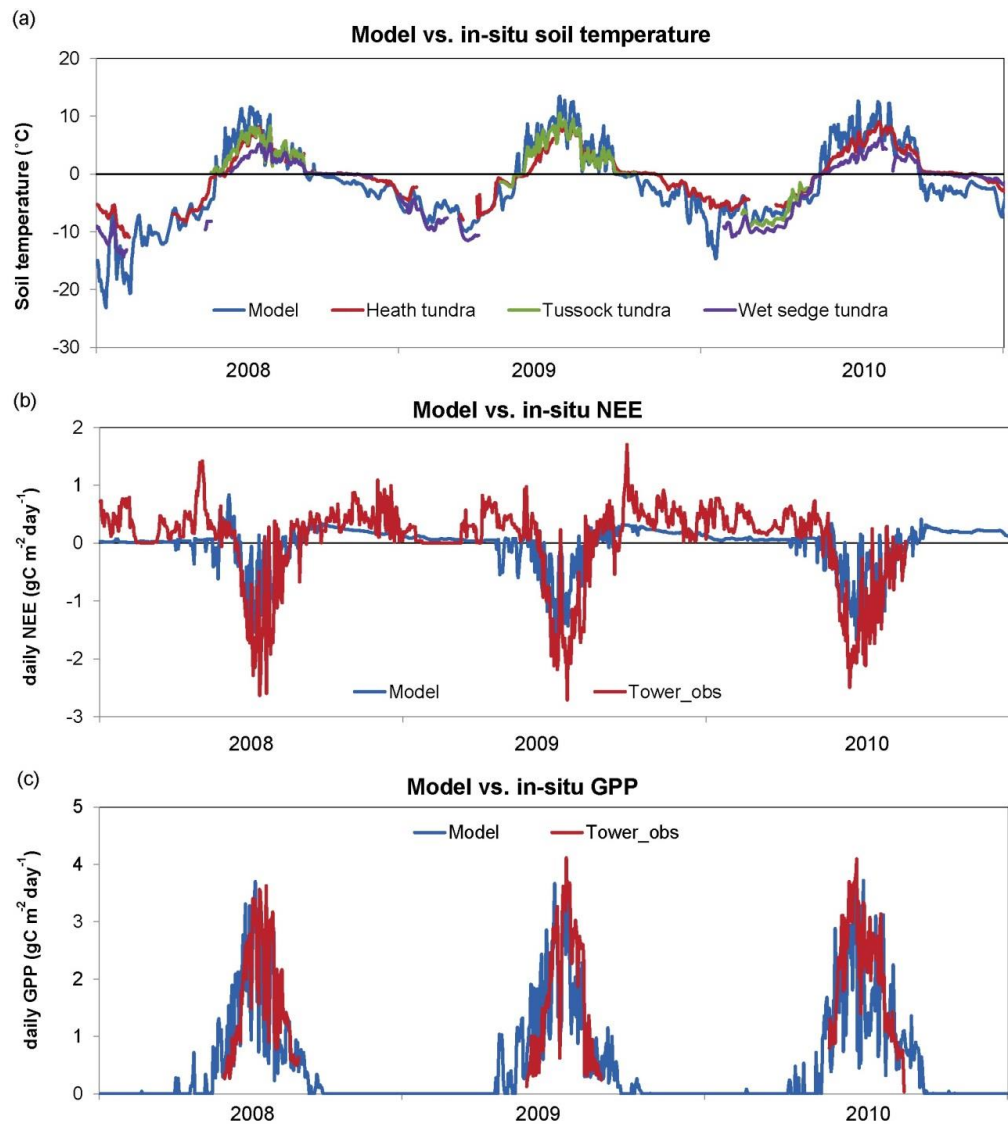 (a)
Model vs. in-situ soil temperature
Soil temperature (°C)
20
10
0
-10
-20
-30
Model Heath tundra Tussock tundra Wet sedge tundra
2008 2009 2010
(b)
Model vs. in-situ NEE
daily NEE (gC m⁻² day⁻¹)
2
1
0
-1
-2
-3
Model Tower_obs
2008 2009 2010
(c)
Model vs. in-situ GPP
daily GPP (gC m⁻² day⁻¹)
5
4
3
2
1
0
Model Tower_obs
2008 2009 2010